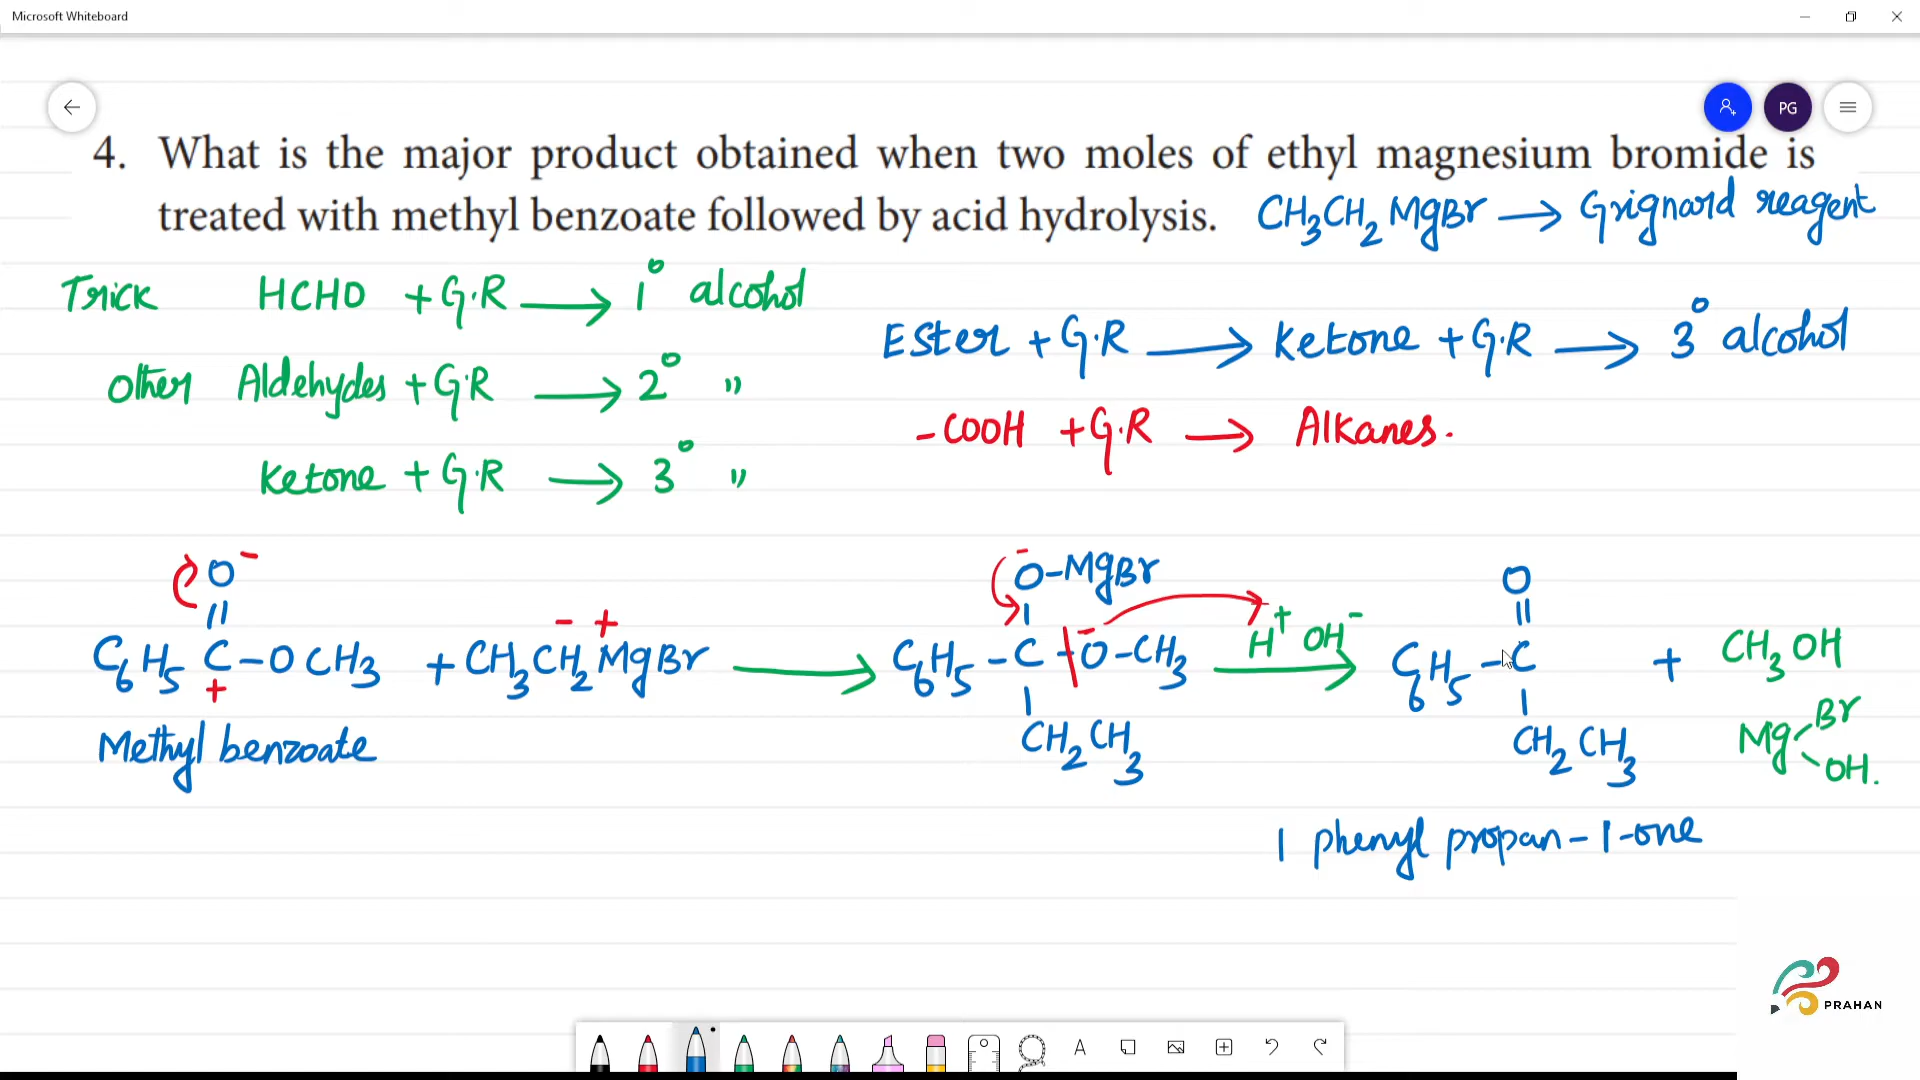 Microsoft Whiteboard
PG
4. What is the major product obtained when two moles of ethyl magnesium bromide is
treated with methyl benzoate followed by acid hydrolysis.
CH3CH2MgBr → Grignard reagent
Trick HCHO + G.R → 1° alcohol
Other Aldehydes + G.R → 2° "
Ketone + G.R → 3° "
Ester + G.R → Ketone + G.R → 3° alcohol
-COOH + G.R → Alkanes.
O-
||
C6H5 C - O CH3 + CH3CH2 MgBr →
+
- +
Methyl benzoate
-
O-MgBr
|
C6H5 - C - O - CH3 →
-
|
CH2CH3
H+ OH-
O
||
C6H5 - C + CH3OH
|
CH2CH3
Mg Br
OH.
1 phenyl propan-1-one
PRAHAN
A